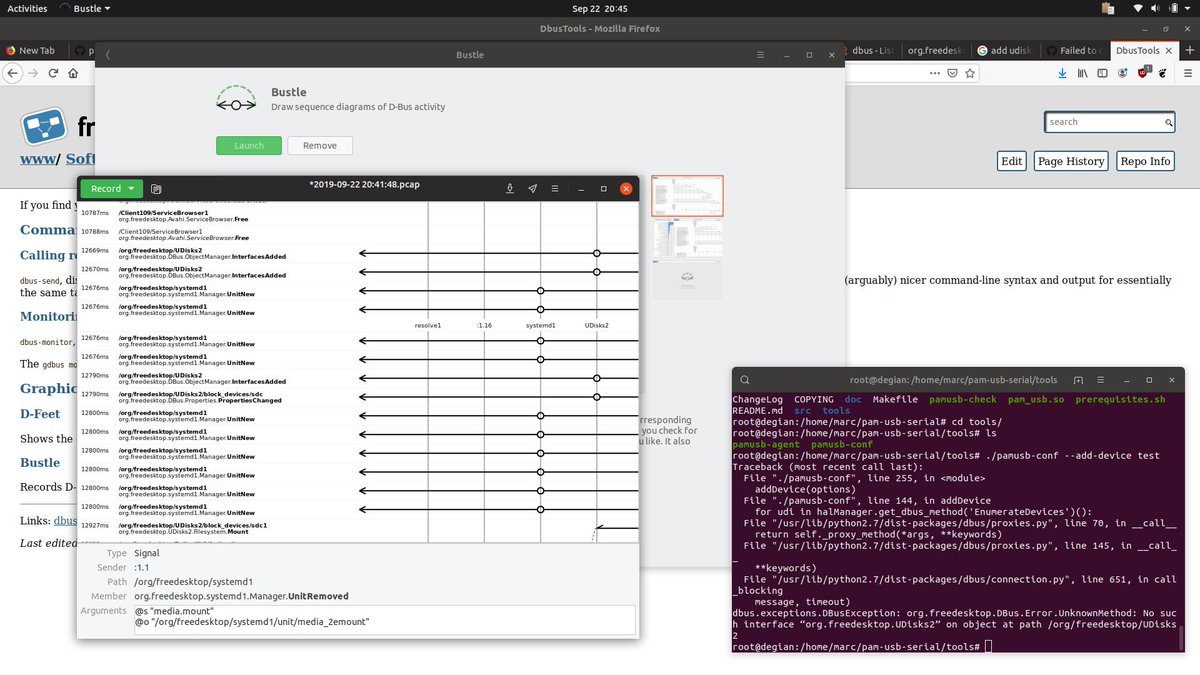 Activities Bustle Sep 22 20:45
DbusTools - Mozilla Firefox
New Tab
dbus - Lis
org.freedesk
add udisk
Failed to c
DbusTools
Bustle
Bustle
Draw sequence diagrams of D-Bus activity
Launch Remove
search
www/ Soft
Edit Page History Repo Info
If you find y
Comma
Calling re
dbus-send, dis
the same ta
(arguably) nicer command-line syntax and output for essentially
Monitori
dbus-monitor,
The gdbus mo
Graphic
D-Feet
Shows the
Bustle
Records D-
Links: dbus
Last edited
rresponding
you check for
u like. It also
Record *2019-09-22 20:41:48.pcap
10787ms /Client109/ServiceBrowser1
org.freedesktop.Avahi.ServiceBrowser.Free
10788ms /Client109/ServiceBrowser1
org.freedesktop.Avahi.ServiceBrowser.Free
12669ms /org/freedesktop/UDisks2
org.freedesktop.DBus.ObjectManager.InterfacesAdded
12670ms /org/freedesktop/UDisks2
org.freedesktop.DBus.ObjectManager.InterfacesAdded
12676ms /org/freedesktop/systemd1
org.freedesktop.systemd1.Manager.UnitNew
12676ms /org/freedesktop/systemd1
org.freedesktop.systemd1.Manager.UnitNew
resolve1 :1.16 systemd1 UDisks2
12676ms /org/freedesktop/systemd1
org.freedesktop.systemd1.Manager.UnitNew
12676ms /org/freedesktop/systemd1
org.freedesktop.systemd1.Manager.UnitNew
12790ms /org/freedesktop/UDisks2
org.freedesktop.DBus.ObjectManager.InterfacesAdded
12790ms /org/freedesktop/UDisks2/block_devices/sdc
org.freedesktop.DBus.Properties.PropertiesChanged
12800ms /org/freedesktop/systemd1
org.freedesktop.systemd1.Manager.UnitNew
12800ms /org/freedesktop/systemd1
org.freedesktop.systemd1.Manager.UnitNew
12800ms /org/freedesktop/systemd1
org.freedesktop.systemd1.Manager.UnitNew
12800ms /org/freedesktop/systemd1
org.freedesktop.systemd1.Manager.UnitNew
12800ms /org/freedesktop/systemd1
org.freedesktop.systemd1.Manager.UnitNew
12800ms /org/freedesktop/systemd1
org.freedesktop.systemd1.Manager.UnitNew
12927ms /org/freedesktop/UDisks2/block_devices/sdc1
org.freedesktop.UDisks2.Filesystem.Mount
Type Signal
Sender :1.1
Path /org/freedesktop/systemd1
Member org.freedesktop.systemd1.Manager.UnitRemoved
Arguments @s "media.mount"
@o "/org/freedesktop/systemd1/unit/media_2emount"
root@degian: /home/marc/pam-usb-serial/tools
ChangeLog COPYING doc Makefile pamusb-check pam_usb.so prerequisites.sh
README.md src tools
root@degian:/home/marc/pam-usb-serial# cd tools/
root@degian:/home/marc/pam-usb-serial/tools# ls
pamusb-agent pamusb-conf
root@degian:/home/marc/pam-usb-serial/tools# ./pamusb-conf --add-device test
Traceback (most recent call last):
File "./pamusb-conf", line 255, in <module>
addDevice(options)
File "./pamusb-conf", line 144, in addDevice
for udi in halManager.get_dbus_method('EnumerateDevices')():
File "/usr/lib/python2.7/dist-packages/dbus/proxies.py", line 70, in __call__
return self._proxy_method(*args, **keywords)
File "/usr/lib/python2.7/dist-packages/dbus/proxies.py", line 145, in __call_
_
**keywords)
File "/usr/lib/python2.7/dist-packages/dbus/connection.py", line 651, in call
_blocking
message, timeout)
dbus.exceptions.DBusException: org.freedesktop.DBus.Error.UnknownMethod: No suc
h interface “org.freedesktop.UDisks2” on object at path /org/freedesktop/UDisks
2
root@degian:/home/marc/pam-usb-serial/tools#